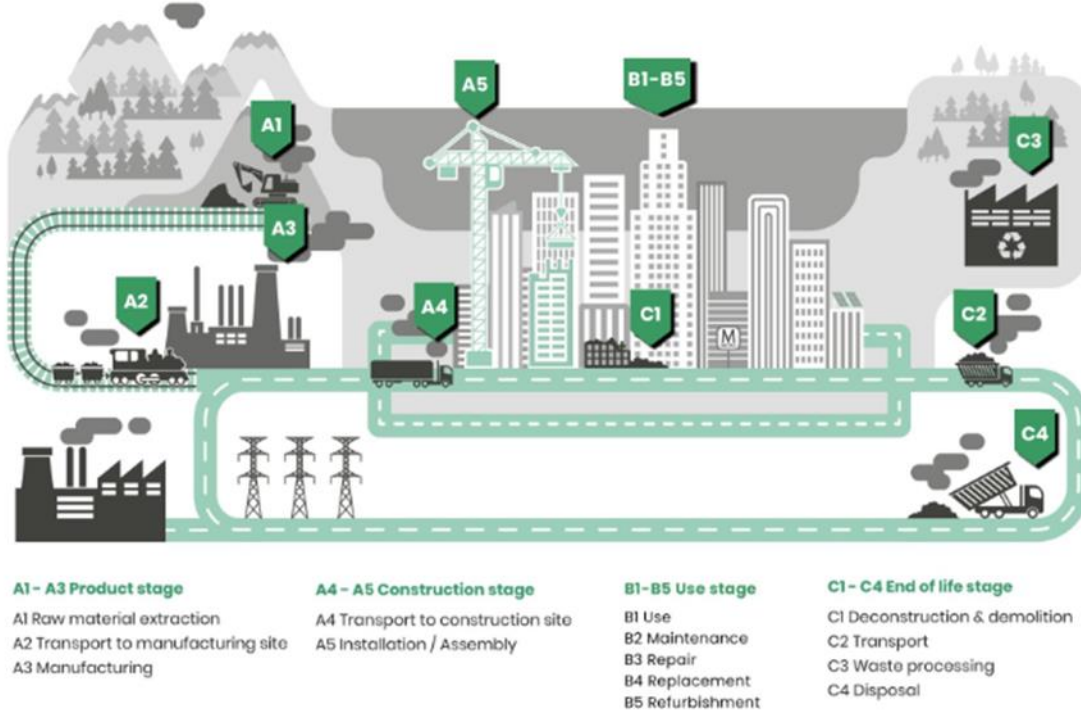 A5
B1-B5
A1
C3
A3
A2
A4
C1
C2
M
C4
A1 - A3 Product stage
A1 Raw material extraction
A2 Transport to manufacturing site
A3 Manufacturing
A4 - A5 Construction stage
A4 Transport to construction site
A5 Installation / Assembly
B1-B5 Use stage
B1 Use
B2 Maintenance
B3 Repair
B4 Replacement
B5 Refurbishment
C1 - C4 End of life stage
C1 Deconstruction & demolition
C2 Transport
C3 Waste processing
C4 Disposal